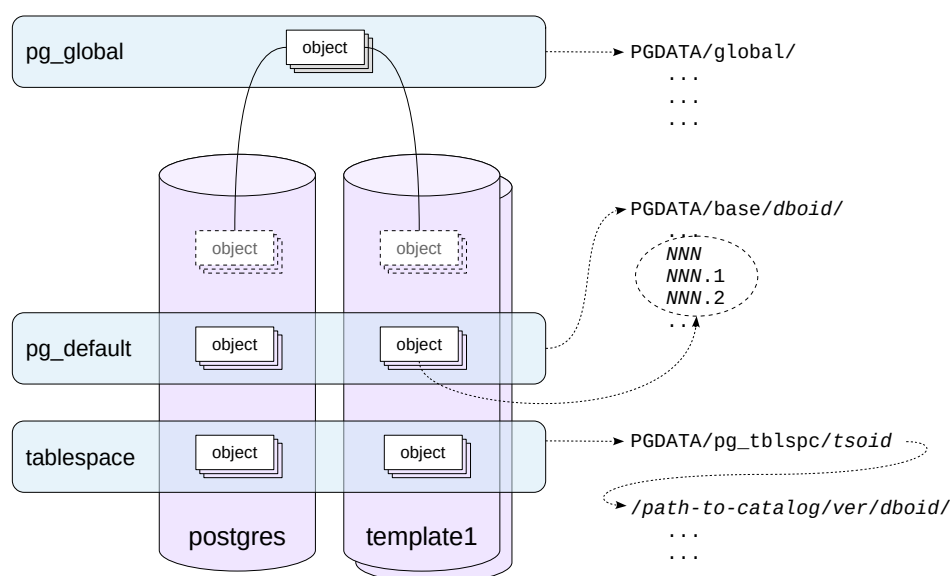 pg_global
object
PGDATA/global/
...
...
...
object
object
PGDATA/base/dboid/
...
NNN
NNN.1
NNN.2
...
pg_default
object
object
tablespace
object
object
PGDATA/pg_tblspc/tsoid
/path-to-catalog/ver/dboid/
...
...
postgres
template1